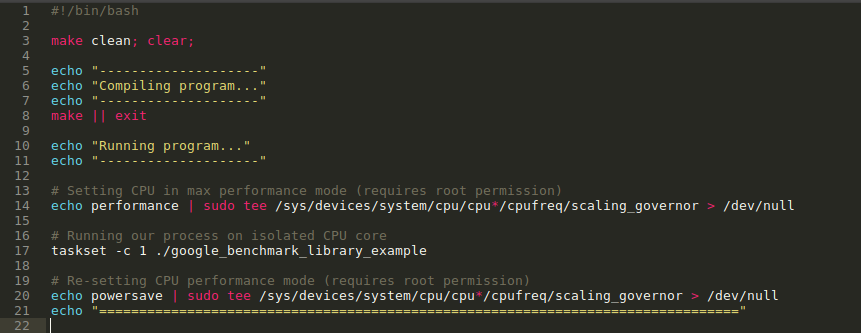 1 #!/bin/bash
2
3 make clean; clear;
4
5 echo "--------------------"
6 echo "Compiling program..."
7 echo "--------------------"
8 make || exit
9
10 echo "Running program..."
11 echo "--------------------"
12
13 # Setting CPU in max performance mode (requires root permission)
14 echo performance | sudo tee /sys/devices/system/cpu/cpu*/cpufreq/scaling_governor > /dev/null
15
16 # Running our process on isolated CPU core
17 taskset -c 1 ./google_benchmark_library_example
18
19 # Re-setting CPU performance mode (requires root permission)
20 echo powersave | sudo tee /sys/devices/system/cpu/cpu*/cpufreq/scaling_governor > /dev/null
21 echo "================================================================================"
22